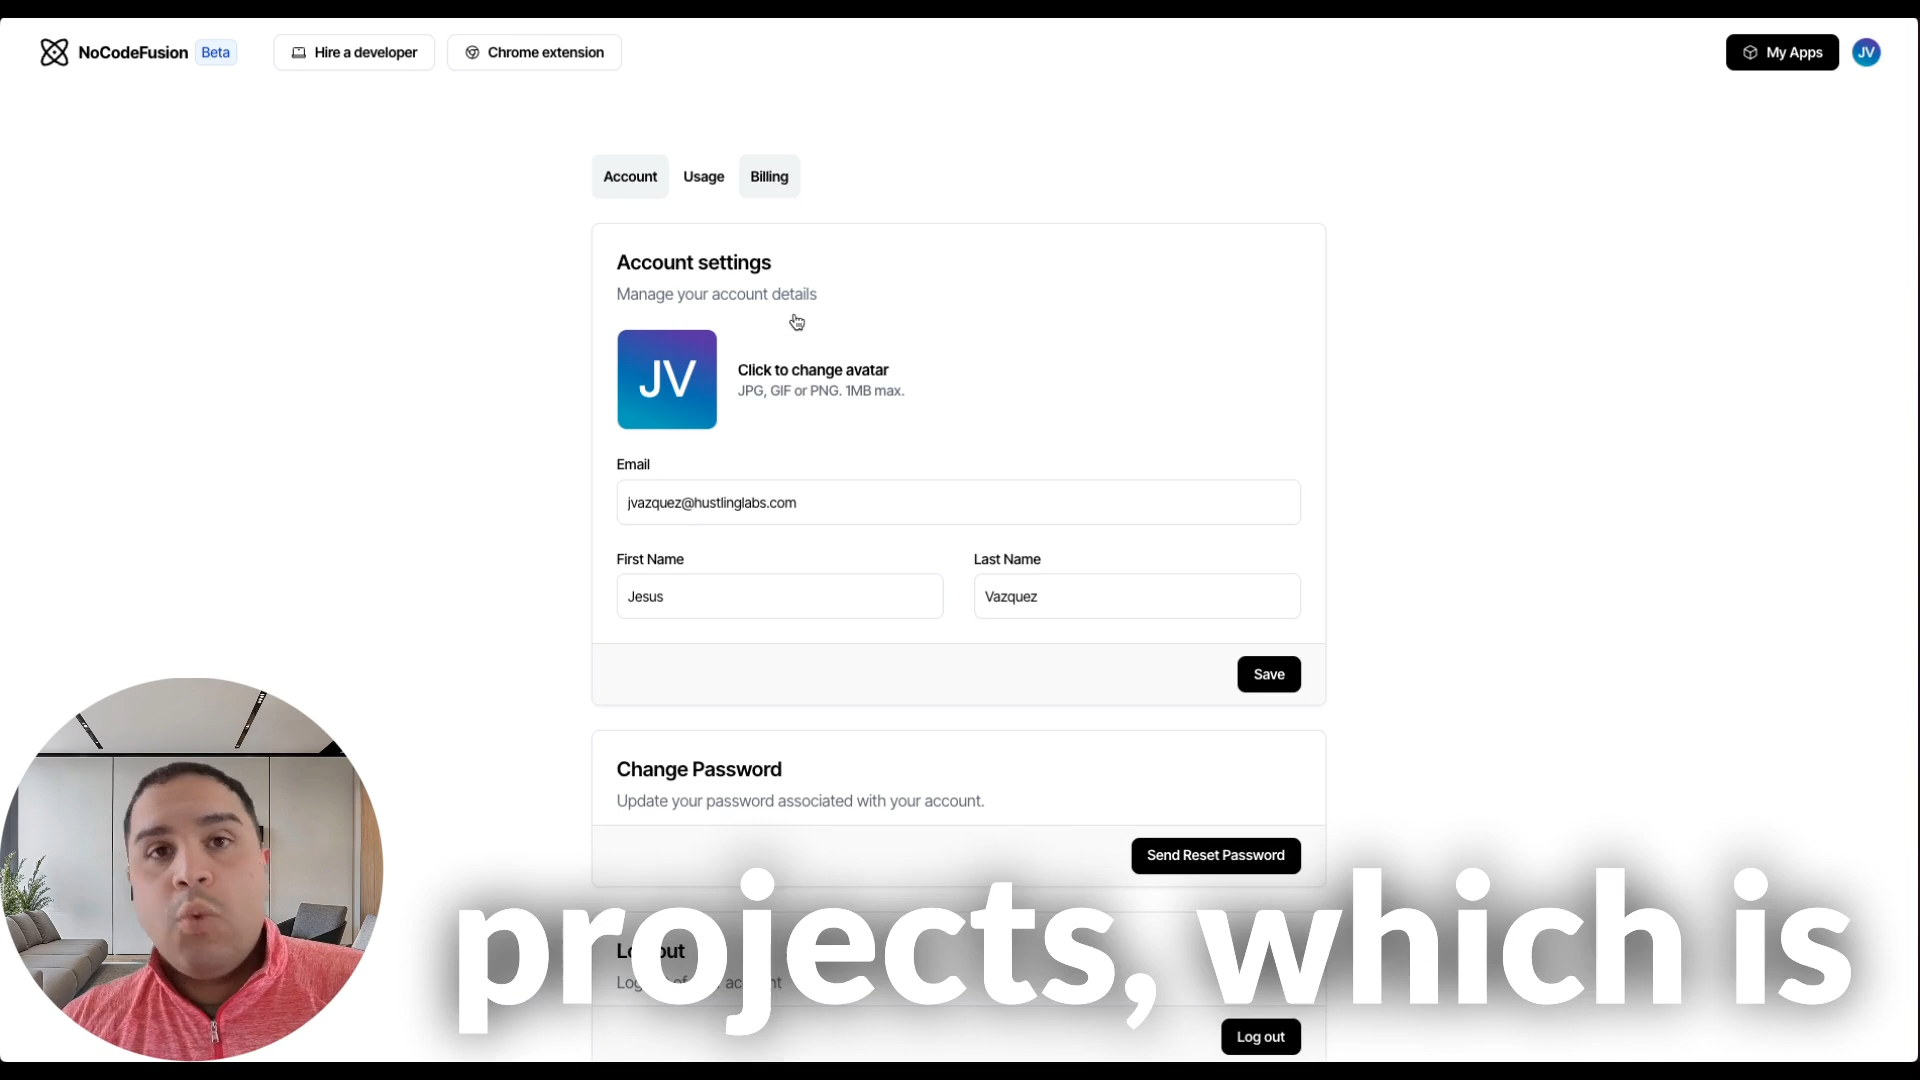 NoCodeFusion Beta Hire a developer Chrome extension My Apps JV
Account Usage Billing
Account settings
Manage your account details
JV
Click to change avatar
JPG, GIF or PNG. 1MB max.
Email
jvazquez@hustlinglabs.com
First Name Last Name
Jesus Vazquez
Save
Change Password
Update your password associated with your account.
Send Reset Password
projects, which is
Log out